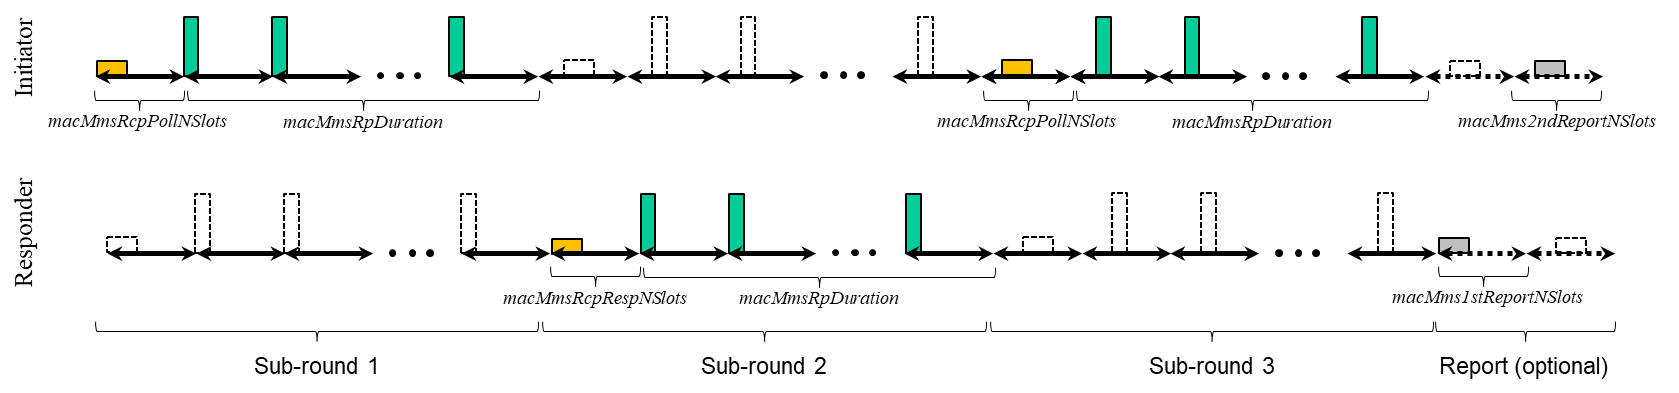 Initiator
macMmsRcpPollNSlots
macMmsRpDuration
macMmsRcpPollNSlots
macMmsRpDuration
macMms2ndReportNSlots
Responder
macMmsRcpRespNSlots
macMmsRpDuration
macMms1stReportNSlots
Sub-round 1
Sub-round 2
Sub-round 3
Report (optional)